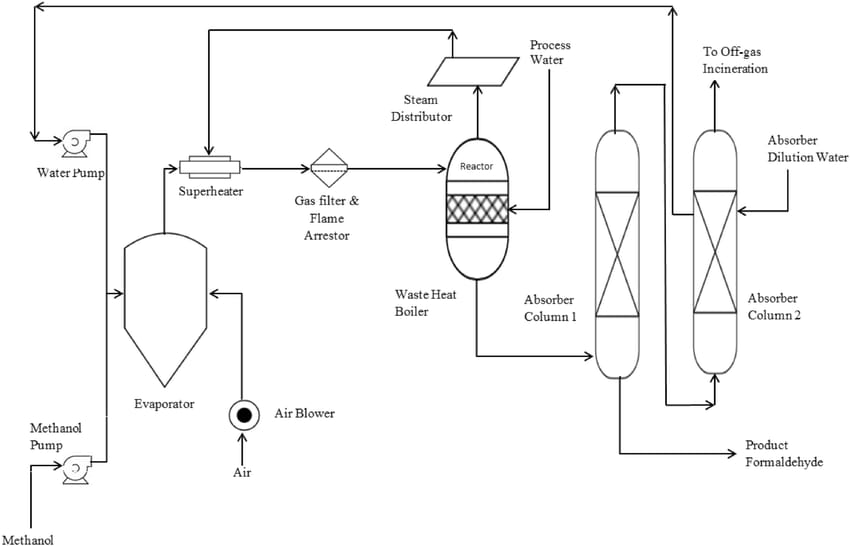 To Off-gas
Incineration
Process
Water
Steam
Distributor
Absorber
Dilution Water
Water Pump
Reactor
Superheater
Gas filter &
Flame
Arrestor
Waste Heat
Boiler
Absorber
Column 1
Absorber
Column 2
Evaporator
Air Blower
Methanol
Pump
Air
Product
Formaldehyde
Methanol